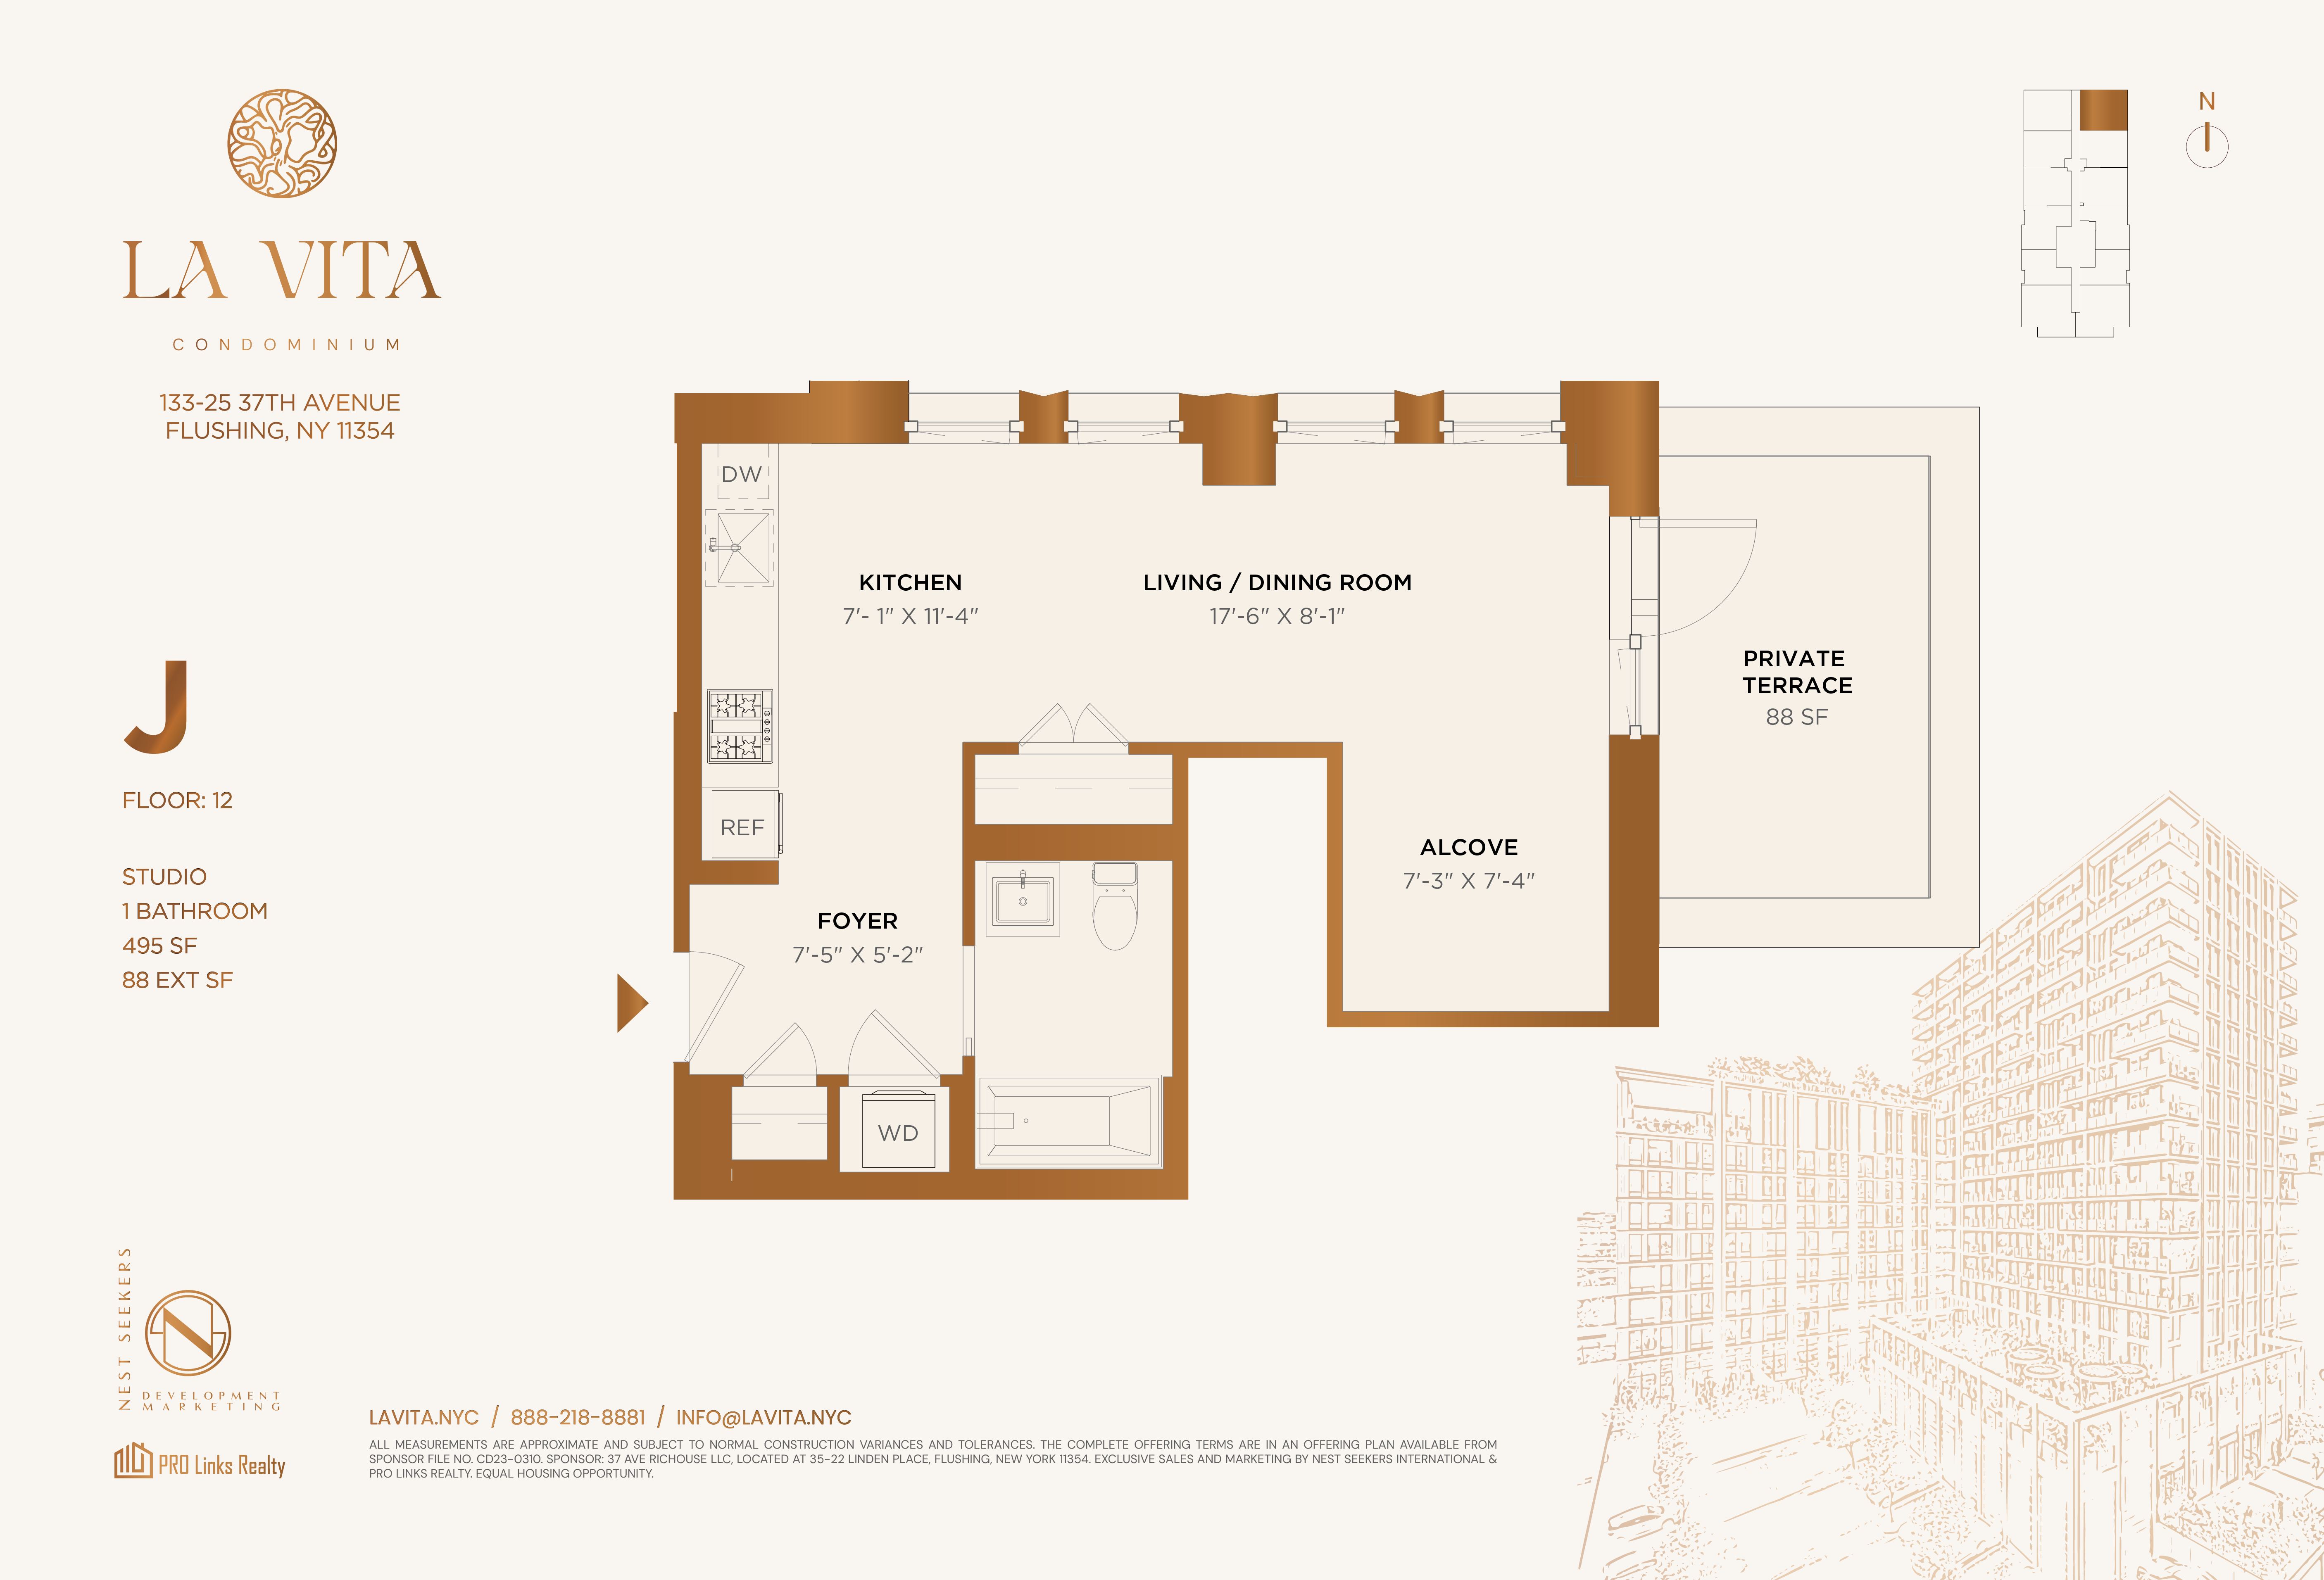 LA VITA
CONDOMINIUM
133-25 37TH AVENUE
FLUSHING, NY 11354
N
J
FLOOR: 12
STUDIO
1 BATHROOM
495 SF
88 EXT SF
DW
KITCHEN
7'- 1" X 11'-4"
LIVING / DINING ROOM
17'-6" X 8'-1"
PRIVATE
TERRACE
88 SF
REF
ALCOVE
7'-3" X 7'-4"
FOYER
7'-5" X 5'-2"
WD
NEST SEEKERS
N
DEVELOPMENT
MARKETING
PRO Links Realty
LAVITA.NYC / 888-218-8881 / INFO@LAVITA.NYC
ALL MEASUREMENTS ARE APPROXIMATE AND SUBJECT TO NORMAL CONSTRUCTION VARIANCES AND TOLERANCES. THE COMPLETE OFFERING TERMS ARE IN AN OFFERING PLAN AVAILABLE FROM
SPONSOR FILE NO. CD23-0310. SPONSOR: 37 AVE RICHOUSE LLC, LOCATED AT 35-22 LINDEN PLACE, FLUSHING, NEW YORK 11354. EXCLUSIVE SALES AND MARKETING BY NEST SEEKERS INTERNATIONAL &
PRO LINKS REALTY. EQUAL HOUSING OPPORTUNITY.